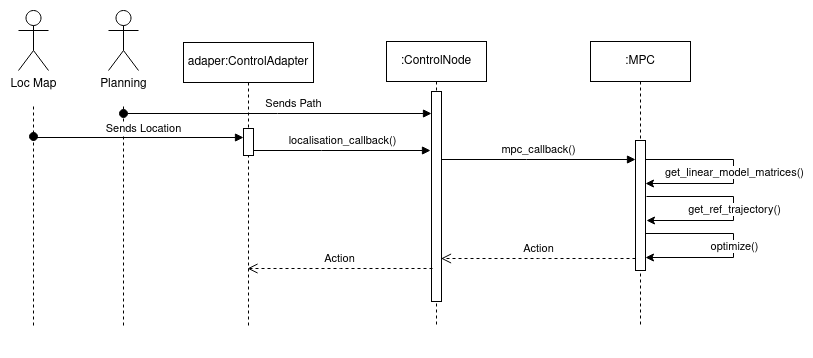 Loc Map
Planning
adaper:ControlAdapter
:ControlNode
:MPC
Sends Path
Sends Location
localisation_callback()
mpc_callback()
get_linear_model_matrices()
get_ref_trajectory()
optimize()
Action
Action